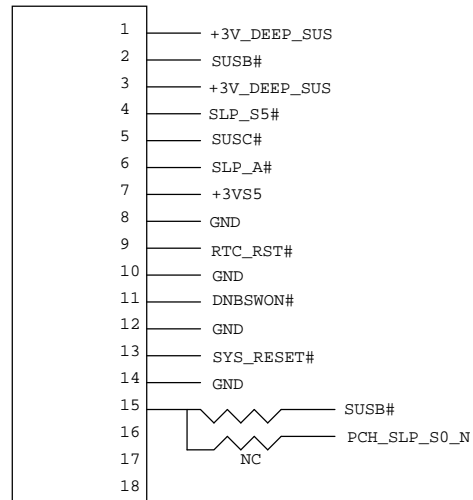 1 +3V_DEEP_SUS
2 SUSB#
3 +3V_DEEP_SUS
4 SLP_S5#
5 SUSC#
6 SLP_A#
7 +3VS5
8 GND
9 RTC_RST#
10 GND
11 DNBSWON#
12 GND
13 SYS_RESET#
14 GND
15 SUSB#
16 PCH_SLP_S0_N
17 NC
18